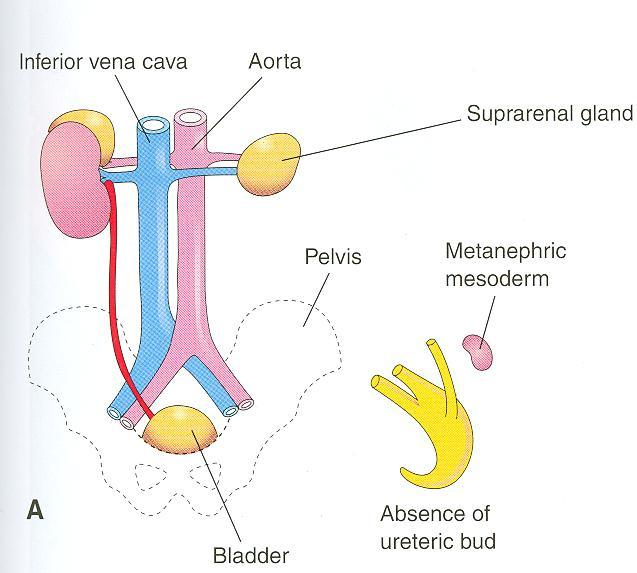 Inferior vena cava
Aorta
Suprarenal gland
Pelvis
Metanephric
mesoderm
A
Absence of
ureteric bud
Bladder